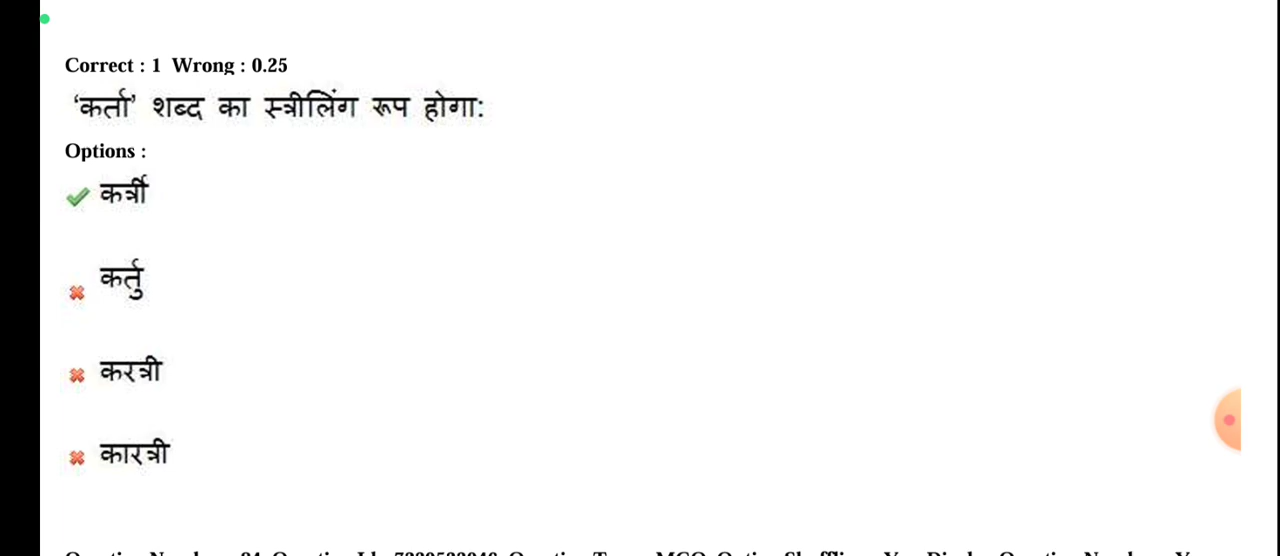 Correct : 1 Wrong : 0.25
‘कर्ता’ शब्द का स्त्रीलिंग रूप होगा:
Options :
कर्त्री
कर्तु
करत्री
कारत्री